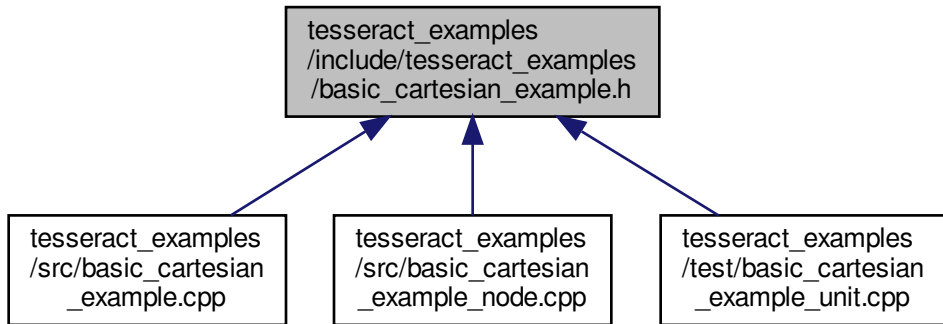 tesseract_examples
/include/tesseract_examples
/basic_cartesian_example.h
tesseract_examples
/src/basic_cartesian
_example.cpp
tesseract_examples
/src/basic_cartesian
_example_node.cpp
tesseract_examples
/test/basic_cartesian
_example_unit.cpp